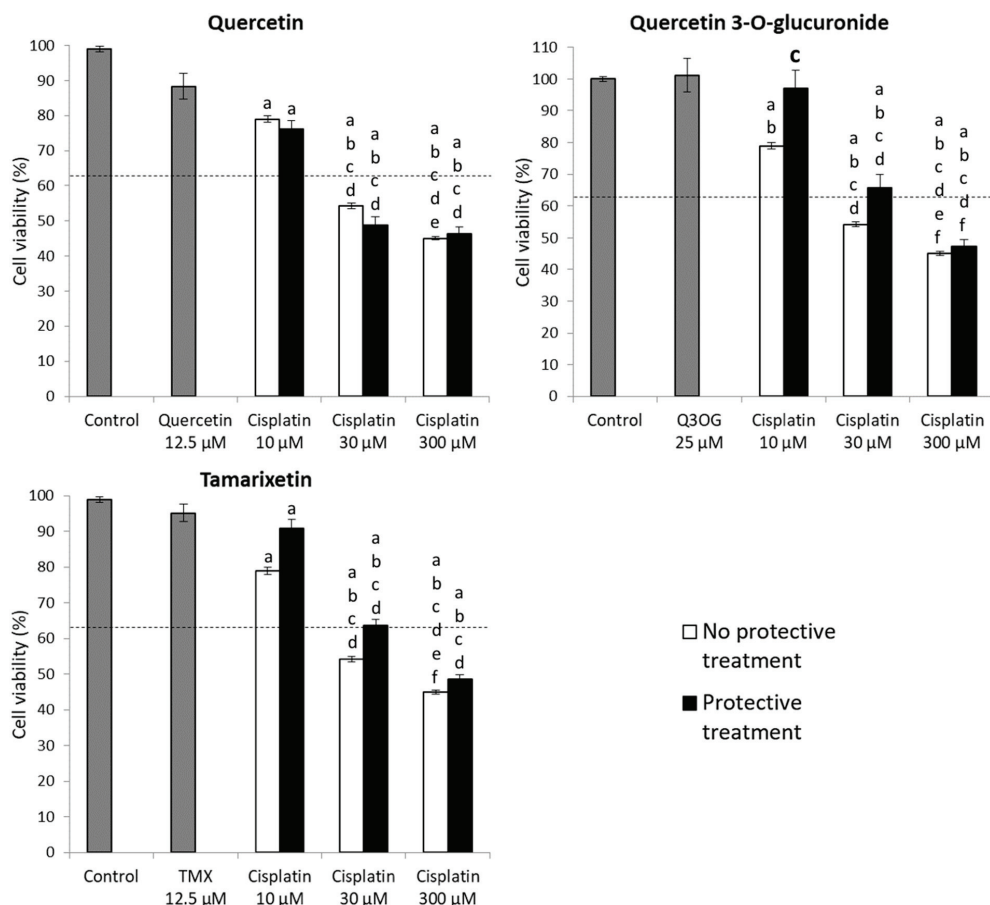 Quercetin
100
90
80
70
60
50
40
30
20
10
0
Cell viability (%)
a
a
a
b
c
d
a
b
c
d
a
b
c
d
e
a
b
c
d
Control
Quercetin
12.5 µM
Cisplatin
10 µM
Cisplatin
30 µM
Cisplatin
300 µM
Quercetin 3-O-glucuronide
110
100
90
80
70
60
50
40
30
20
10
0
Cell viability (%)
a
b
c
a
b
c
d
a
b
c
d
a
b
c
d
e
f
a
b
c
d
f
Control
Q3OG
25 µM
Cisplatin
10 µM
Cisplatin
30 µM
Cisplatin
300 µM
Tamarixetin
100
90
80
70
60
50
40
30
20
10
0
Cell viability (%)
a
a
a
b
c
d
a
b
c
d
a
b
c
d
e
f
a
b
c
d
Control
TMX
12.5 µM
Cisplatin
10 µM
Cisplatin
30 µM
Cisplatin
300 µM
No protective
treatment
Protective
treatment